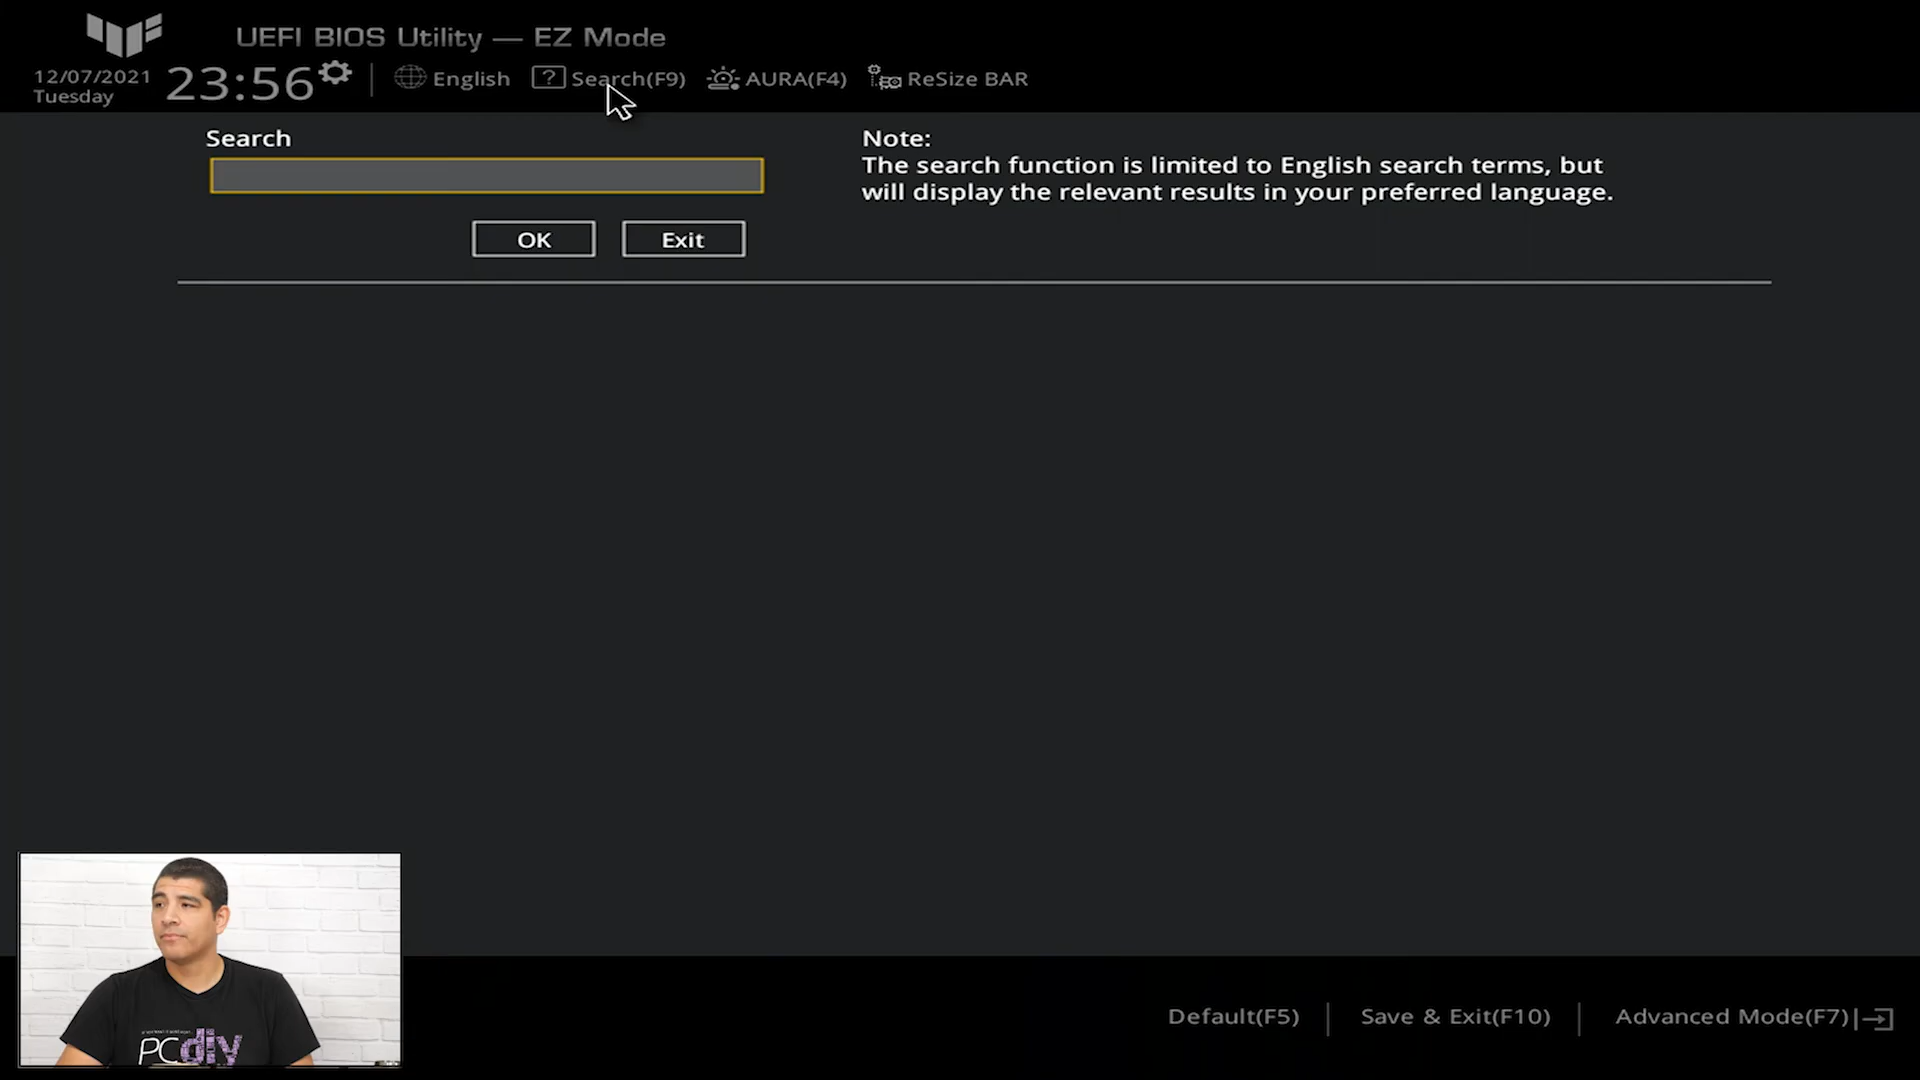 UEFI BIOS Utility — EZ Mode
12/07/2021
Tuesday
23:56
English
Search(F9)
AURA(F4)
ReSize BAR
Search
OK
Exit
Note:
The search function is limited to English search terms, but
will display the relevant results in your preferred language.
PCdiy
Default(F5)
Save & Exit(F10)
Advanced Mode(F7)